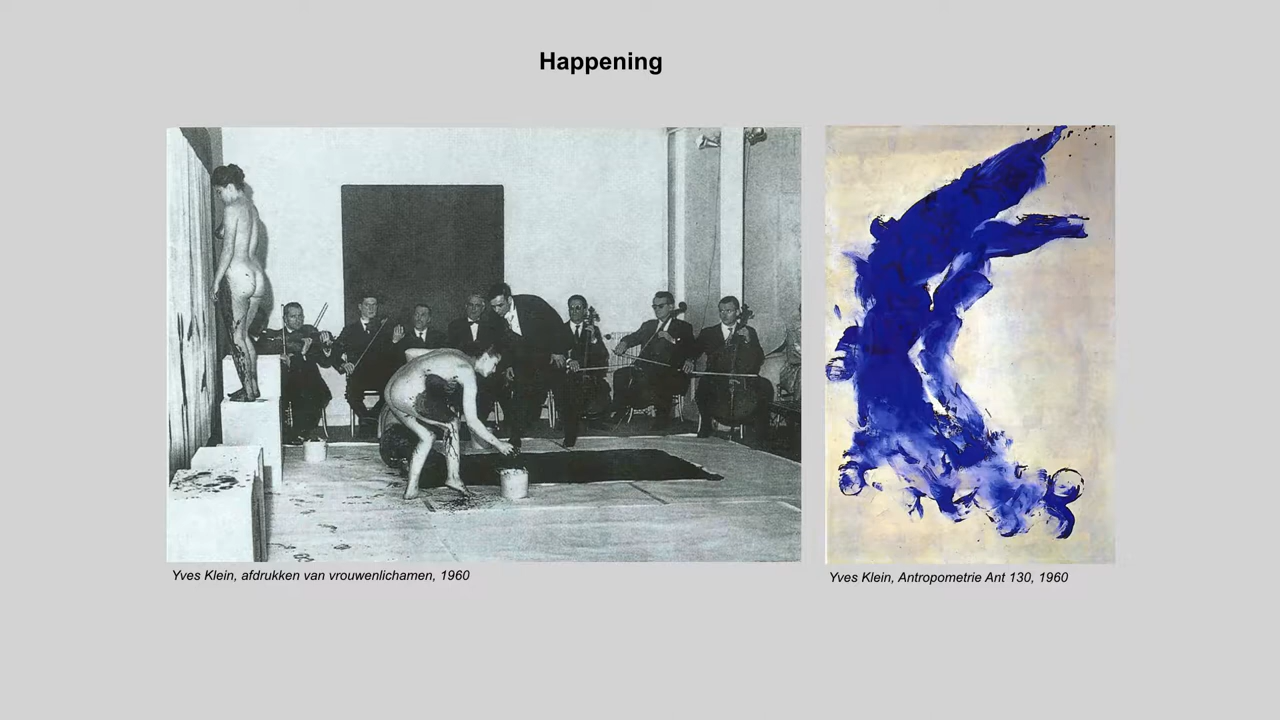 Happening
Yves Klein, afdrukken van vrouwenlichamen, 1960
Yves Klein, Antropometrie Ant 130, 1960